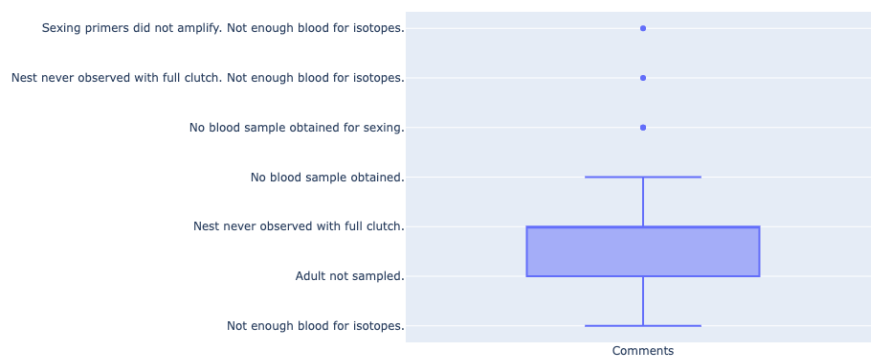 Sexing primers did not amplify. Not enough blood for isotopes.
Nest never observed with full clutch. Not enough blood for isotopes.
No blood sample obtained for sexing.
No blood sample obtained.
Nest never observed with full clutch.
Adult not sampled.
Not enough blood for isotopes.
Comments